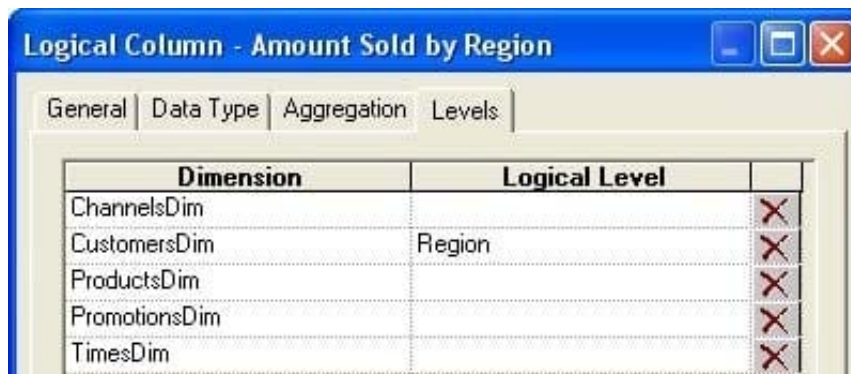 Logical Column - Amount Sold by Region
General Data Type Aggregation Levels
Dimension Logical Level
ChannelsDim
CustomersDim Region
ProductsDim
PromotionsDim
TimesDim